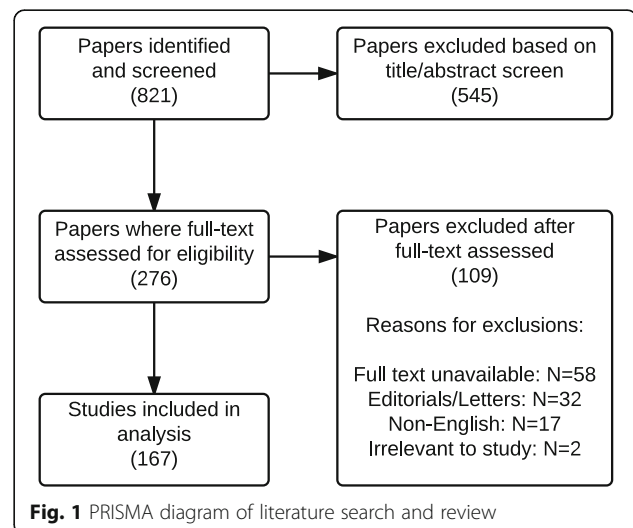 Papers identified
and screened
(821)
Papers excluded based on
title/abstract screen
(545)
Papers where full-text
assessed for eligibility
(276)
Papers excluded after
full-text assessed
(109)
Reasons for exclusions:
Full text unavailable: N=58
Editorials/Letters: N=32
Non-English: N=17
Irrelevant to study: N=2
Studies included in
analysis
(167)
Fig. 1 PRISMA diagram of literature search and review